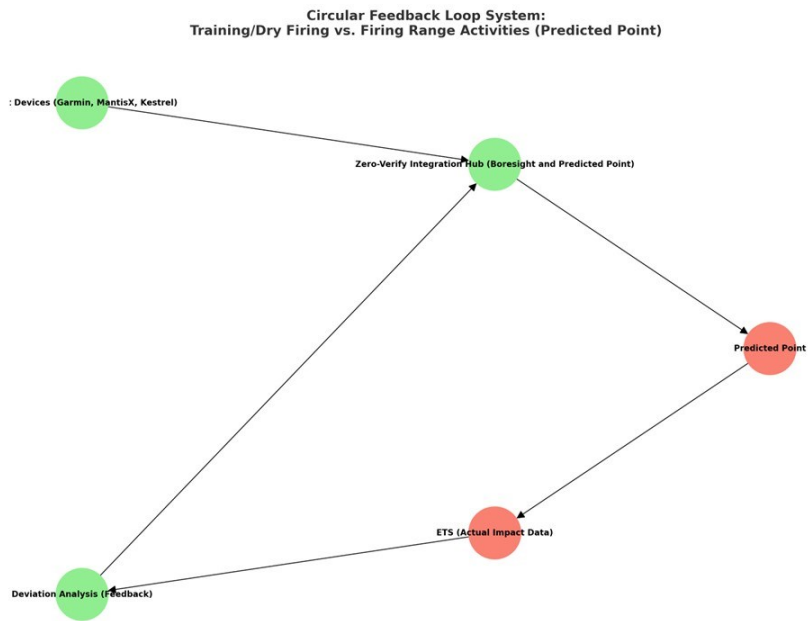 Circular Feedback Loop System:
Training/Dry Firing vs. Firing Range Activities (Predicted Point)
: Devices (Garmin, MantisX, Kestrel)
Zero-Verify Integration Hub (Boresight and Predicted Point)
Predicted Point
ETS (Actual Impact Data)
Deviation Analysis (Feedback)